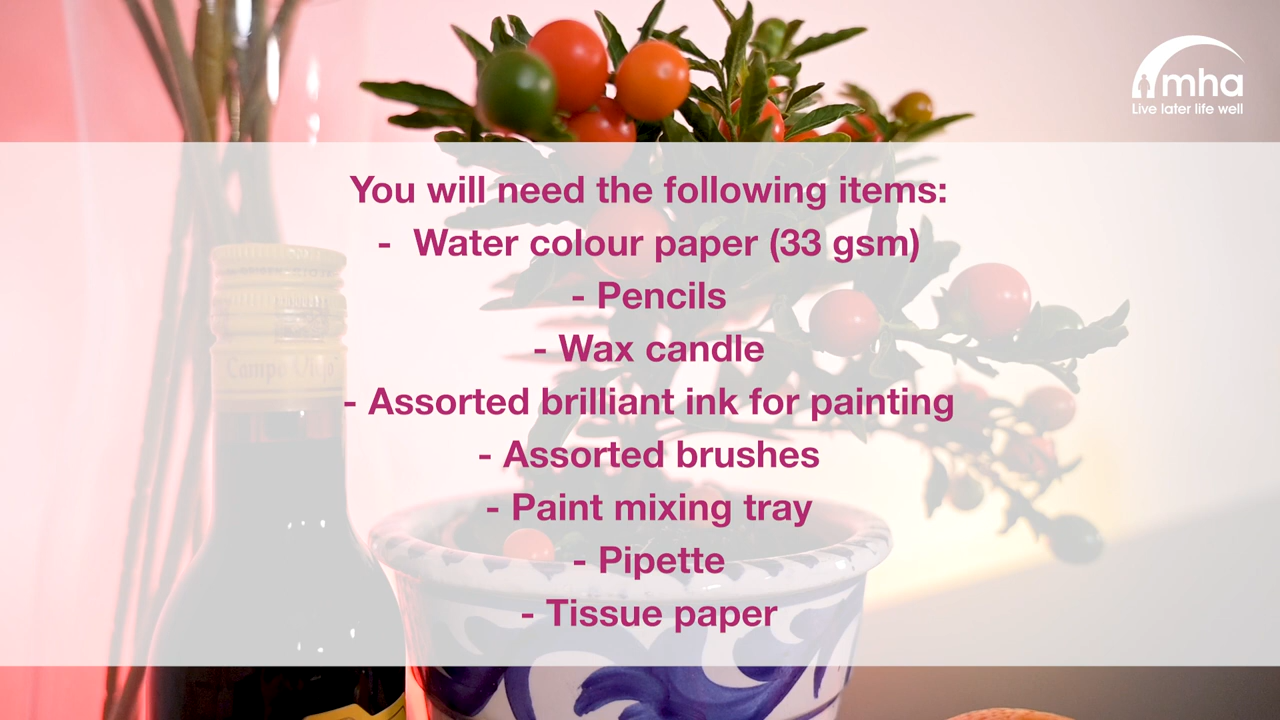 mha
Live later life well
You will need the following items:
- Water colour paper (33 gsm)
- Pencils
- Wax candle
- Assorted brilliant ink for painting
- Assorted brushes
- Paint mixing tray
- Pipette
- Tissue paper